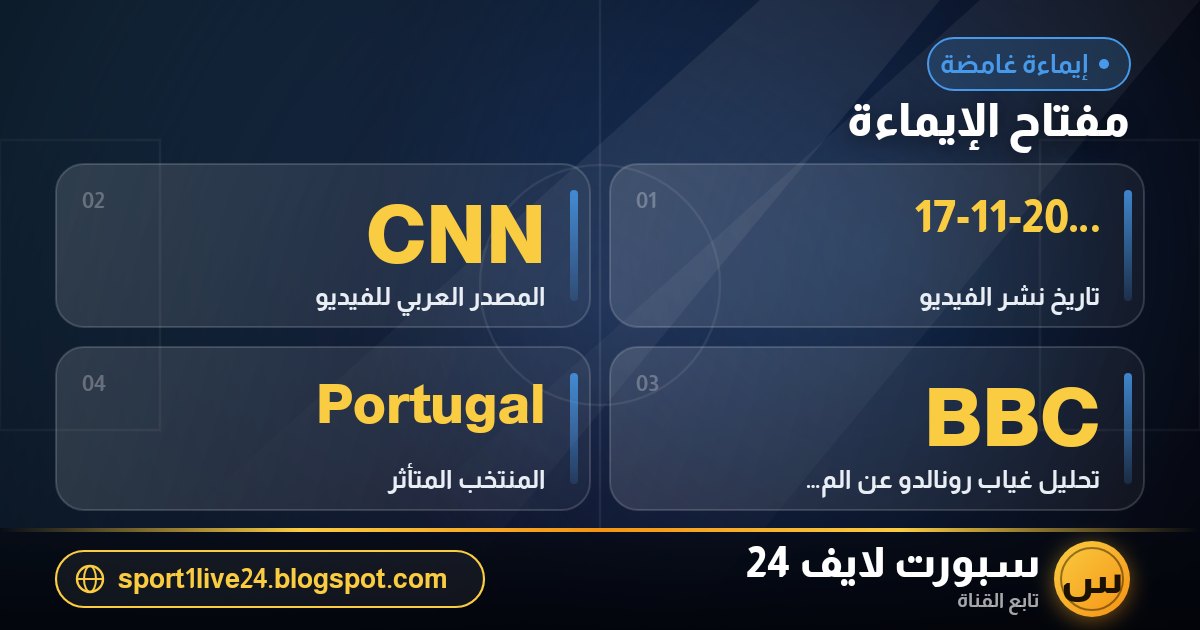 إيماءة غامضة
مفتاح الإيماءة
01
17-11-20...
تاريخ نشر الفيديو
02
CNN
المصدر العربي للفيديو
03
BBC
تحليل غياب رونالدو عن الم...
04
Portugal
المنتخب المتأثر
س
سبورت لايف 24
تابع القناة
sport1live24.blogspot.com